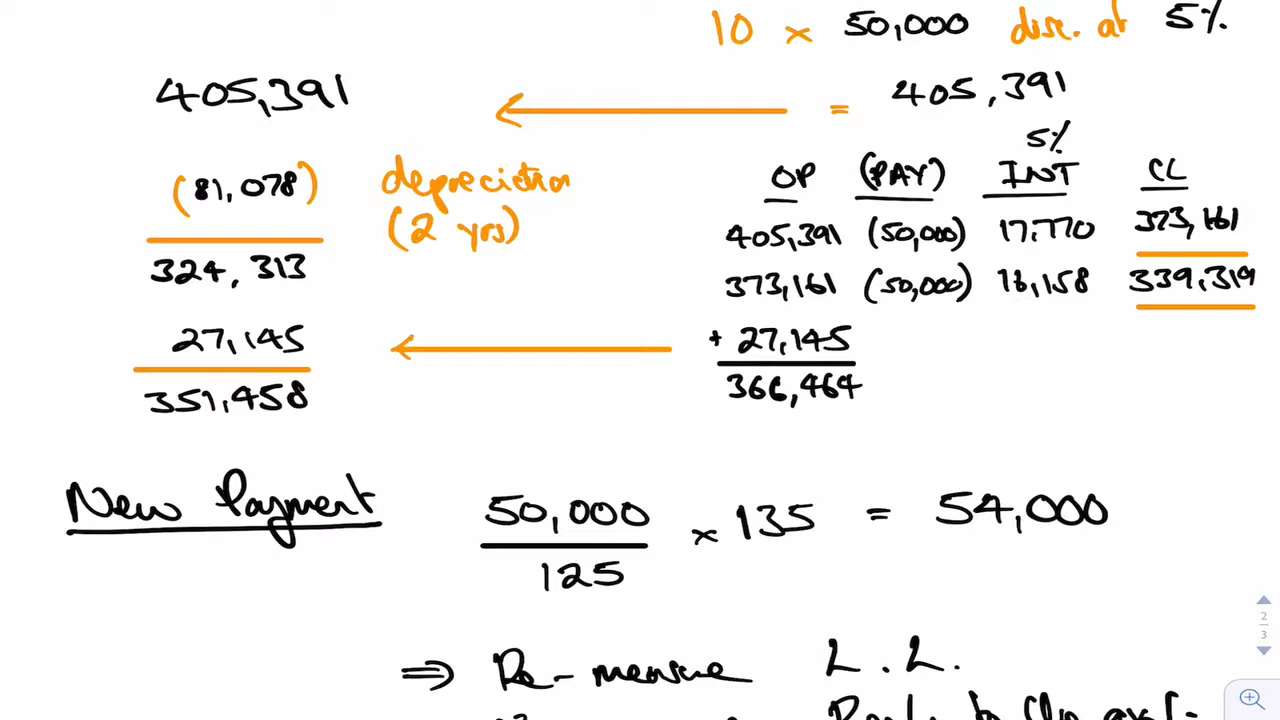 10 × 50,000 disc. at 5%
405,391
= 405,391
5%
(81,078) depreciation
(2 yrs)
324,313
27,145
351,458
OP (PAY) INT CL
405,391 (50,000) 17,770 373,161
373,161 (50,000) 16,158 339,319
+ 27,145
366,464
New Payment
50,000
125
× 135 = 54,000
⇒ Re-measure L.L.
2
3